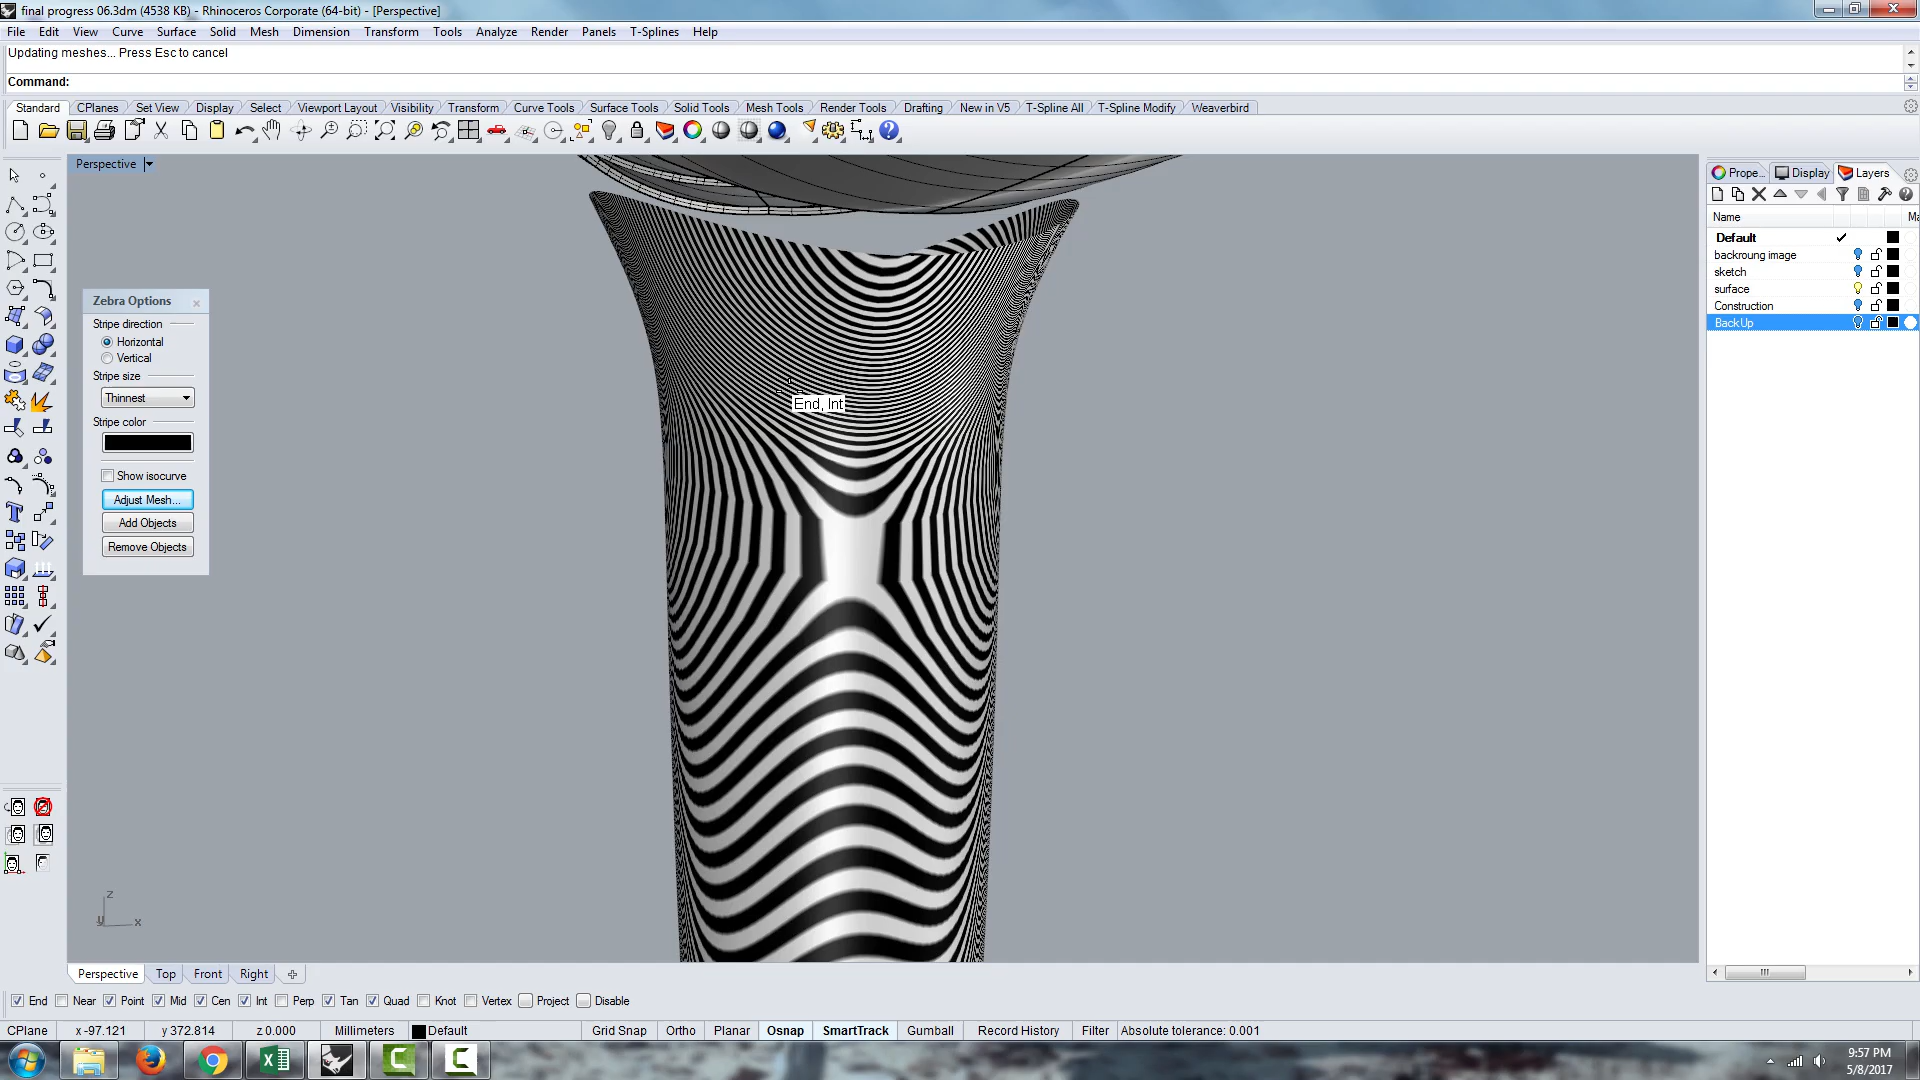 final progress 06.3dm (4538 KB) - Rhinoceros Corporate (64-bit) - [Perspective]
File Edit View Curve Surface Solid Mesh Dimension Transform Tools Analyze Render Panels T-Splines Help
Updating meshes... Press Esc to cancel
Command:
Standard CPlanes Set View Display Select Viewport Layout Visibility Transform Curve Tools Surface Tools Solid Tools Mesh Tools Render Tools Drafting New in V5 T-Spline All T-Spline Modify Weaverbird
Perspective
Prope... Display Layers
Name Ma
Default
backroung image
sketch
surface
Construction
BackUp
Zebra Options
Stripe direction
Horizontal
Vertical
Stripe size
Thinnest
Stripe color
Show isocurve
Adjust Mesh...
Add Objects
Remove Objects
End, Int
z
y x
Perspective Top Front Right
End Near Point Mid Cen Int Perp Tan Quad Knot Vertex Project Disable
CPlane x -97.121 y 372.814 z 0.000 Millimeters Default Grid Snap Ortho Planar Osnap SmartTrack Gumball Record History Filter Absolute tolerance: 0.001
9:57 PM
5/8/2017